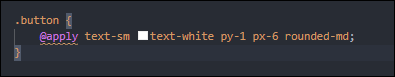 .button {
@apply text-sm text-white py-1 px-6 rounded-md;
}